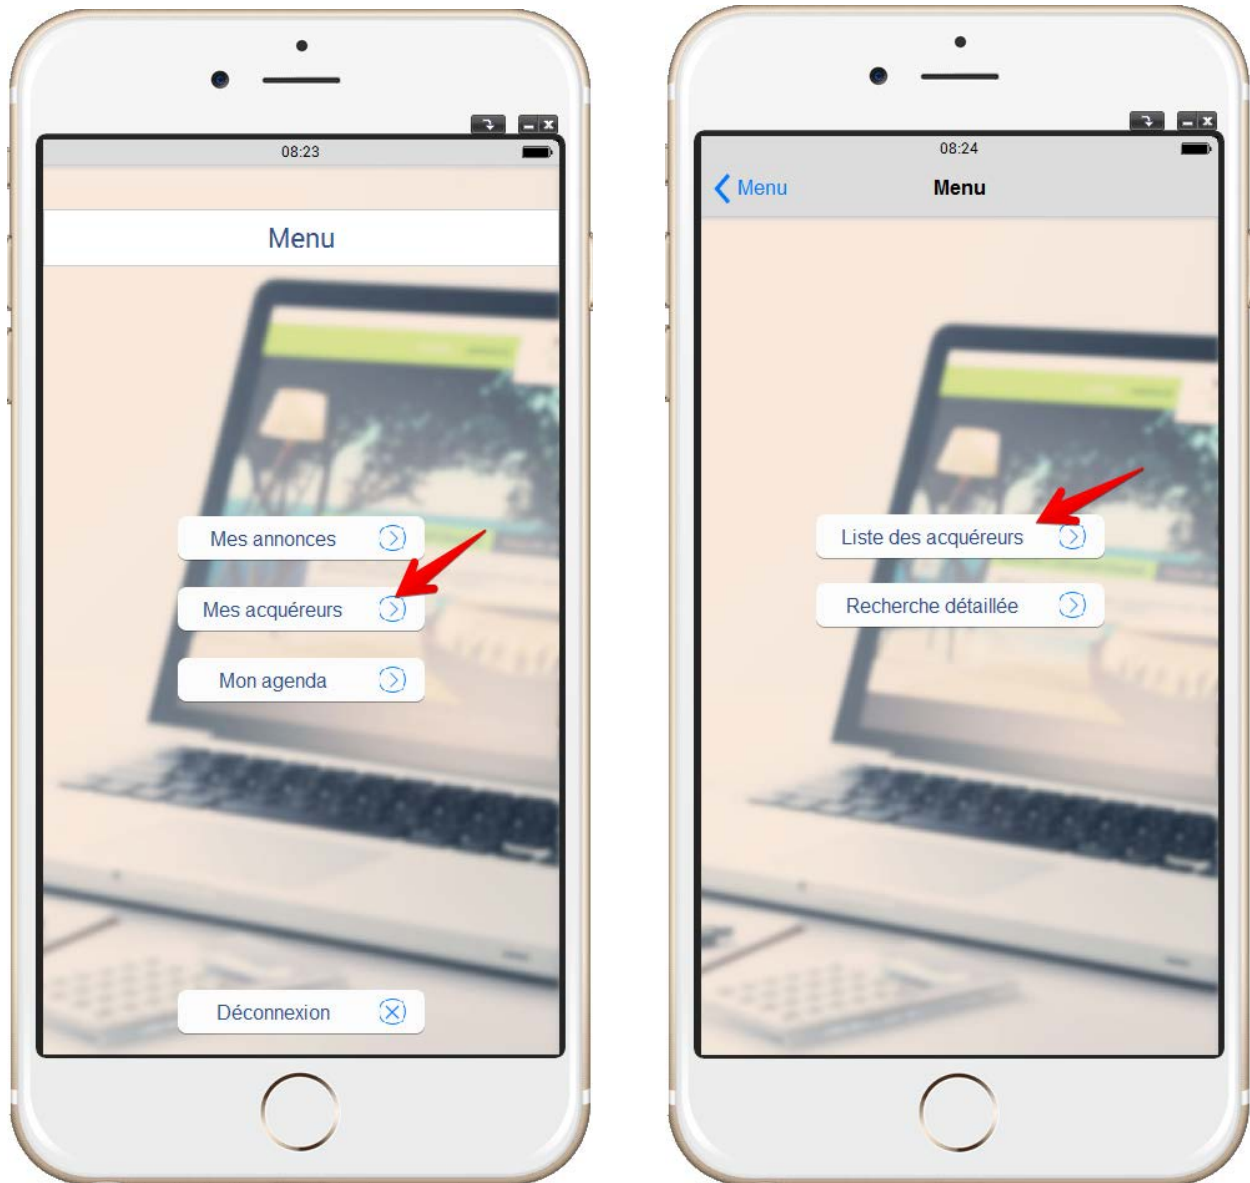 08:23
Menu
Mes annonces
Mes acquéreurs
Mon agenda
Déconnexion
08:24
Menu
Menu
Liste des acquéreurs
Recherche détaillée